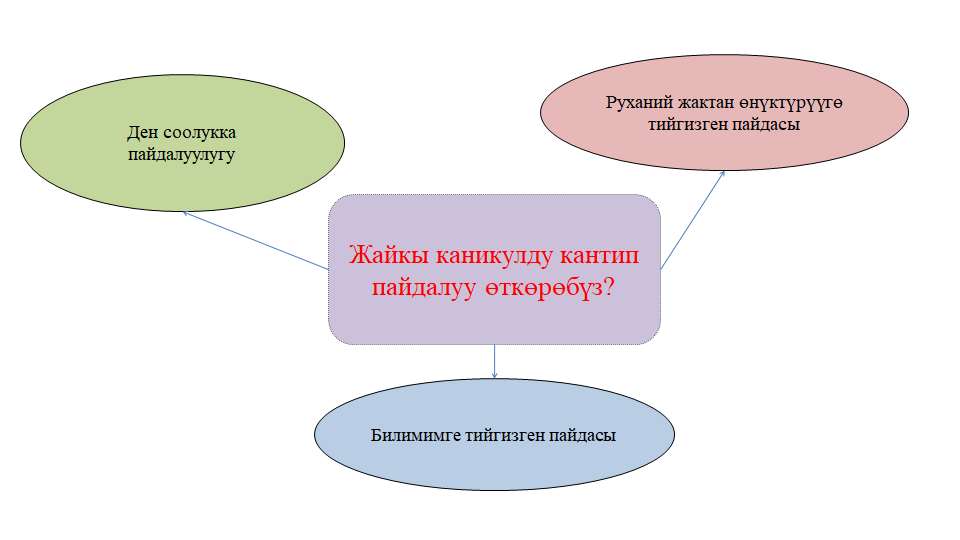 Ден соолукка
пайдалуулугу
Руханий жактан өнүктүрүүгө
тийгизген пайдасы
Жайкы каникулду кантип
пайдалуу өткөрөбүз?
Билимимге тийгизген пайдасы